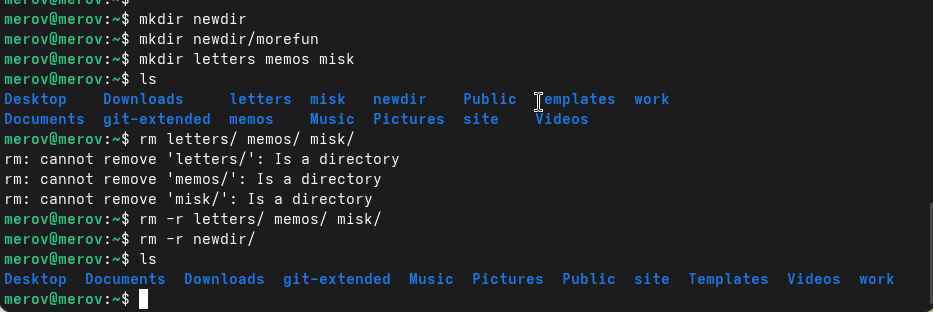 merov@merov:~$
merov@merov:~$ mkdir newdir
merov@merov:~$ mkdir newdir/morefun
merov@merov:~$ mkdir letters memos misk
merov@merov:~$ ls
Desktop    Downloads     letters  misk   newdir    Public  Templates  work
Documents  git-extended  memos    Music  Pictures  site    Videos
merov@merov:~$ rm letters/ memos/ misk/
rm: cannot remove 'letters/': Is a directory
rm: cannot remove 'memos/': Is a directory
rm: cannot remove 'misk/': Is a directory
merov@merov:~$ rm -r letters/ memos/ misk/
merov@merov:~$ rm -r newdir/
merov@merov:~$ ls
Desktop  Documents  Downloads  git-extended  Music  Pictures  Public  site  Templates  Videos  work
merov@merov:~$